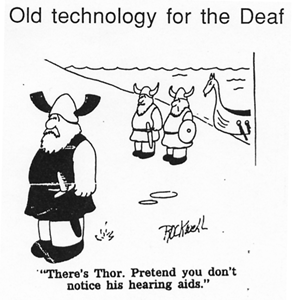 Old technology for the Deaf
"There's Thor. Pretend you don't
notice his hearing aids."